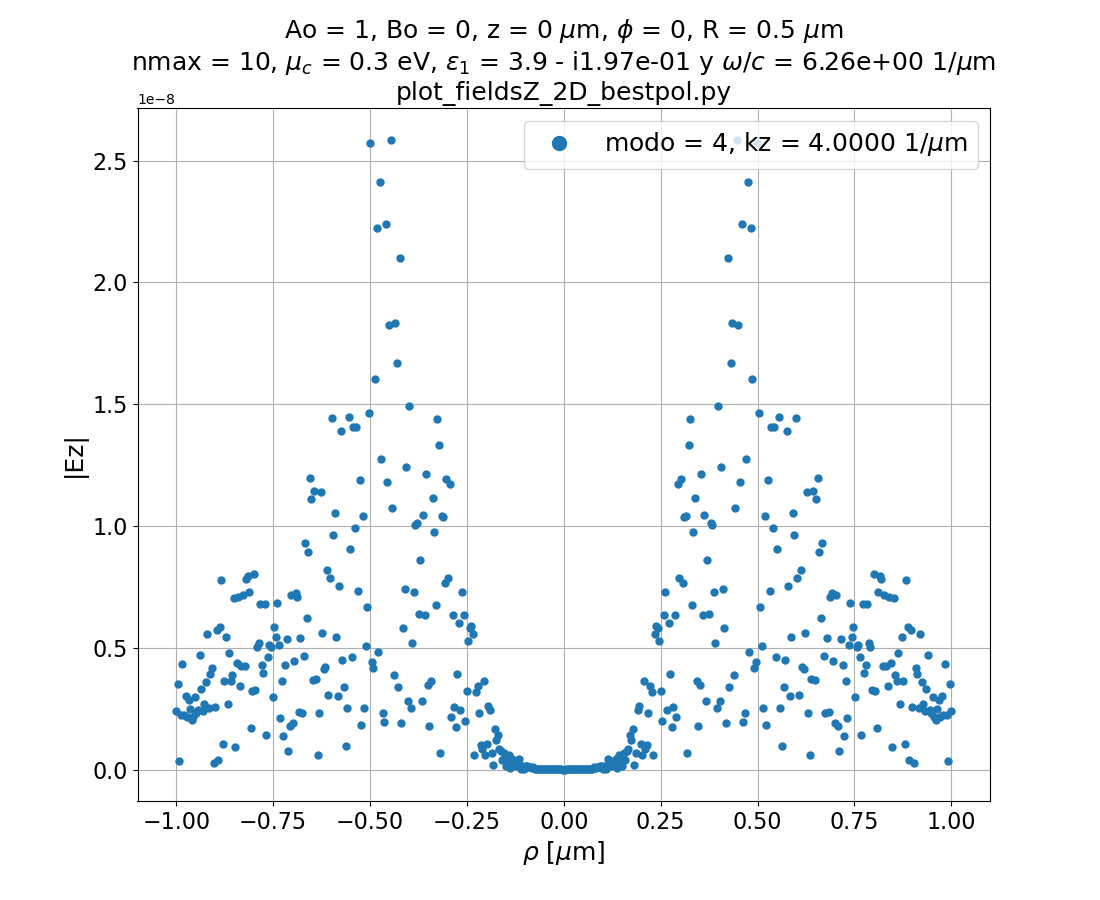 Ao = 1, Bo = 0, z = 0 μm, ϕ = 0, R = 0.5 μm
nmax = 10, μc = 0.3 eV, ε1 = 3.9 - i1.97e-01 y ω/c = 6.26e+00 1/μm
plot_fieldsZ_2D_bestpol.py
1e−8
modo = 4, kz = 4.0000 1/μm
2.5
2.0
1.5
1.0
0.5
0.0
|Ez|
−1.00 −0.75 −0.50 −0.25 0.00 0.25 0.50 0.75 1.00
ρ [μm]